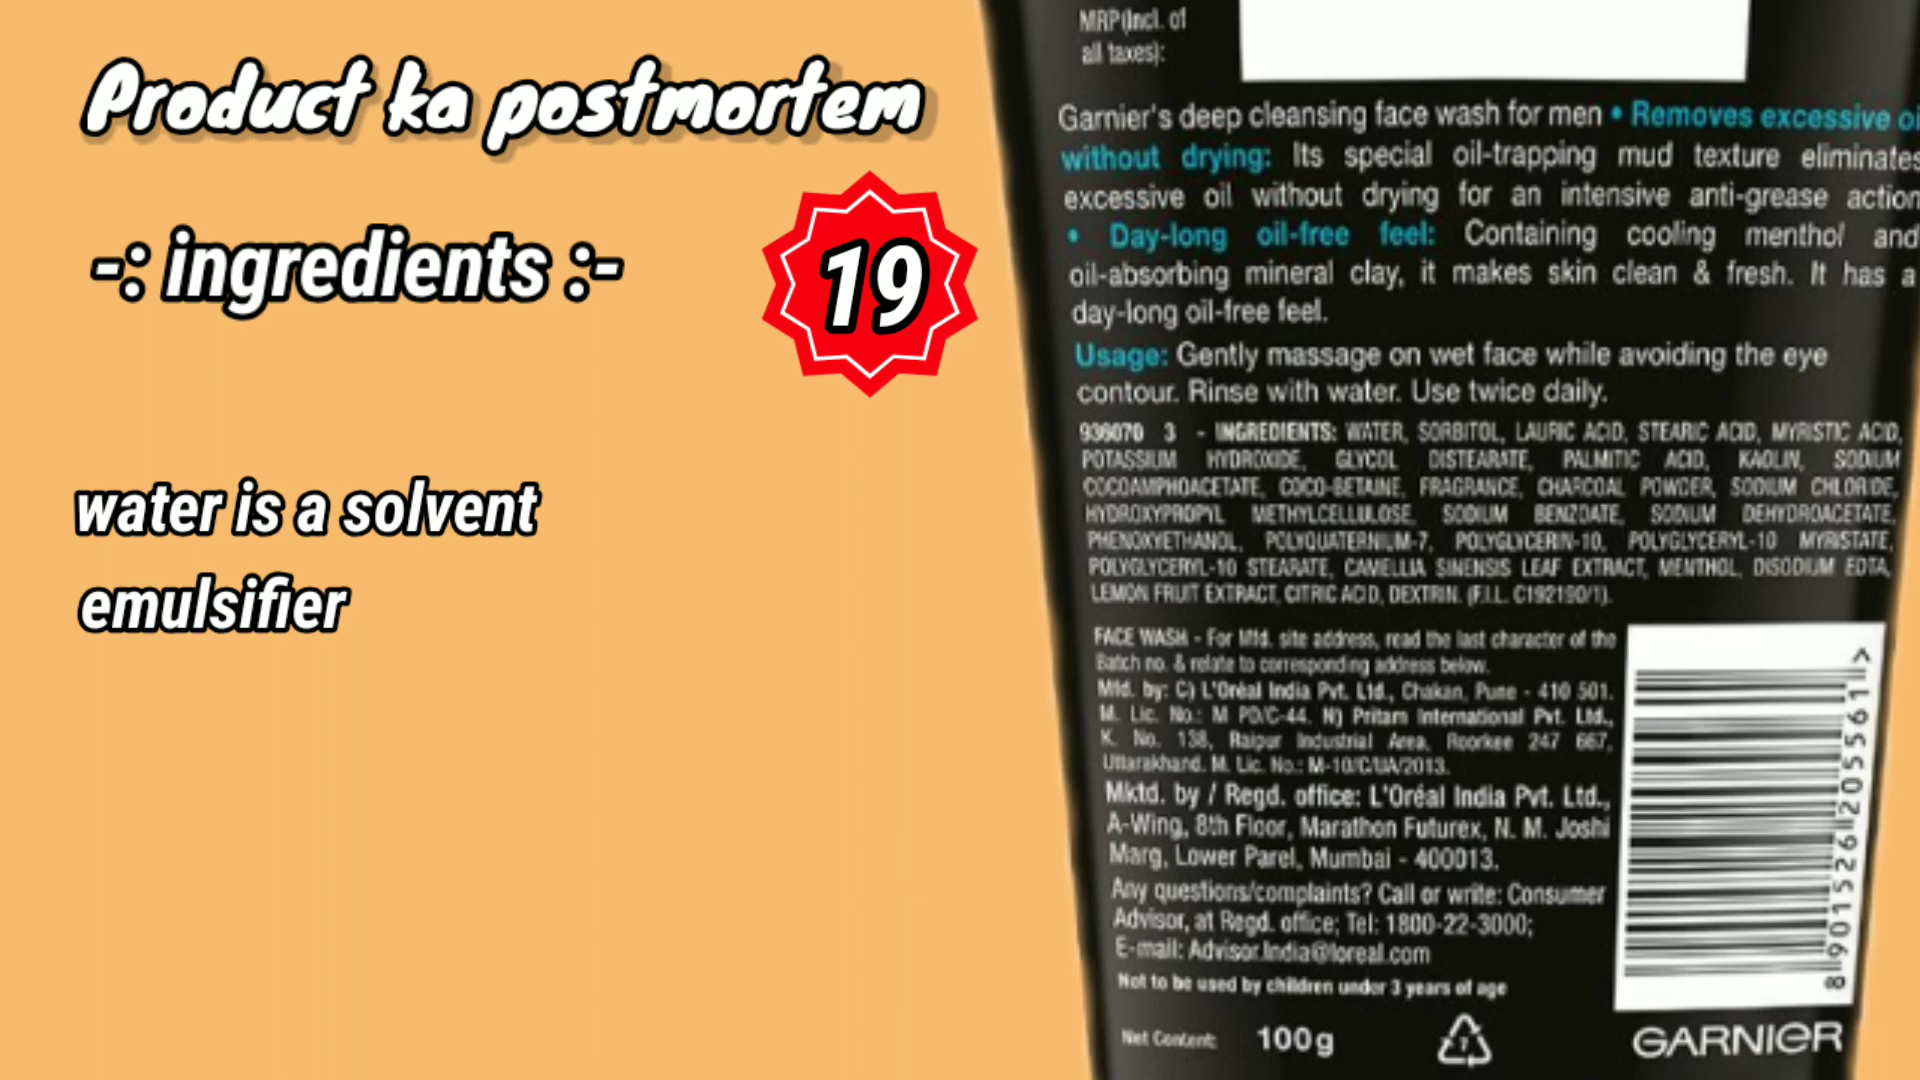 Product ka postmortem
-: ingredients :-
19
water is a solvent
emulsifier
MRP(Incl. of
all taxes):
Garnier's deep cleansing face wash for men • Removes excessive oi
without drying: Its special oil-trapping mud texture eliminates
excessive oil without drying for an intensive anti-grease action
• Day-long oil-free feel: Containing cooling menthol and
oil-absorbing mineral clay, it makes skin clean & fresh. It has a
day-long oil-free feel.
Usage: Gently massage on wet face while avoiding the eye
contour. Rinse with water. Use twice daily.
936070 3 - INGREDIENTS: WATER, SORBITOL, LAURIC ACID, STEARIC ACID, MYRISTIC ACID,
POTASSIUM HYDROXIDE, GLYCOL DISTEARATE, PALMITIC ACID, KAOLIN, SODIUM
COCOAMPHOACETATE, COCO-BETAINE, FRAGRANCE, CHARCOAL POWDER, SODIUM CHLORIDE,
HYDROXYPROPYL METHYLCELLULOSE, SODIUM BENZOATE, SODIUM DEHYDROACETATE,
PHENOXYETHANOL, POLYQUATERNIUM-7, POLYGLYCERIN-10, POLYGLYCERYL-10 MYRISTATE,
POLYGLYCERYL-10 STEARATE, CAMELLIA SINENSIS LEAF EXTRACT, MENTHOL, DISODIUM EDTA,
LEMON FRUIT EXTRACT, CITRIC ACID, DEXTRIN. (F.I.L. C192190/1).
FACE WASH - For Mfd. site address, read the last character of the
Batch no. & relate to corresponding address below.
Mfd. by: C) L'Oréal India Pvt. Ltd., Chakan, Pune - 410 501.
M. Lic. No.: M PD/C-44. N) Pritam International Pvt. Ltd.,
K. No. 138, Raipur Industrial Area, Roorkee 247 667,
Uttarakhand. M. Lic. No.: M-10/C/UA/2013.
Mktd. by / Regd. office: L'Oréal India Pvt. Ltd.,
A-Wing, 8th Floor, Marathon Futurex, N. M. Joshi
Marg, Lower Parel, Mumbai - 400013.
Any questions/complaints? Call or write: Consumer
Advisor, at Regd. office; Tel: 1800-22-3000;
E-mail: Advisor.India@loreal.com
Not to be used by children under 3 years of age
Net Content: 100g
7
8 901526 205561 >
GARNIER